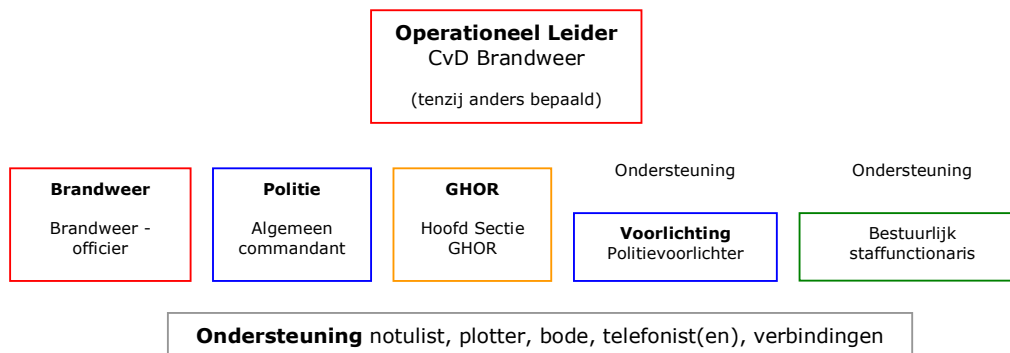 Operationeel Leider
CvD Brandweer
(tenzij anders bepaald)
Brandweer
Brandweer -
officier
Politie
Algemeen
commandant
GHOR
Hoofd Sectie
GHOR
Ondersteuning
Voorlichting
Politievoorlichter
Ondersteuning
Bestuurlijk
staffunctionaris
Ondersteuning notulist, plotter, bode, telefonist(en), verbindingen